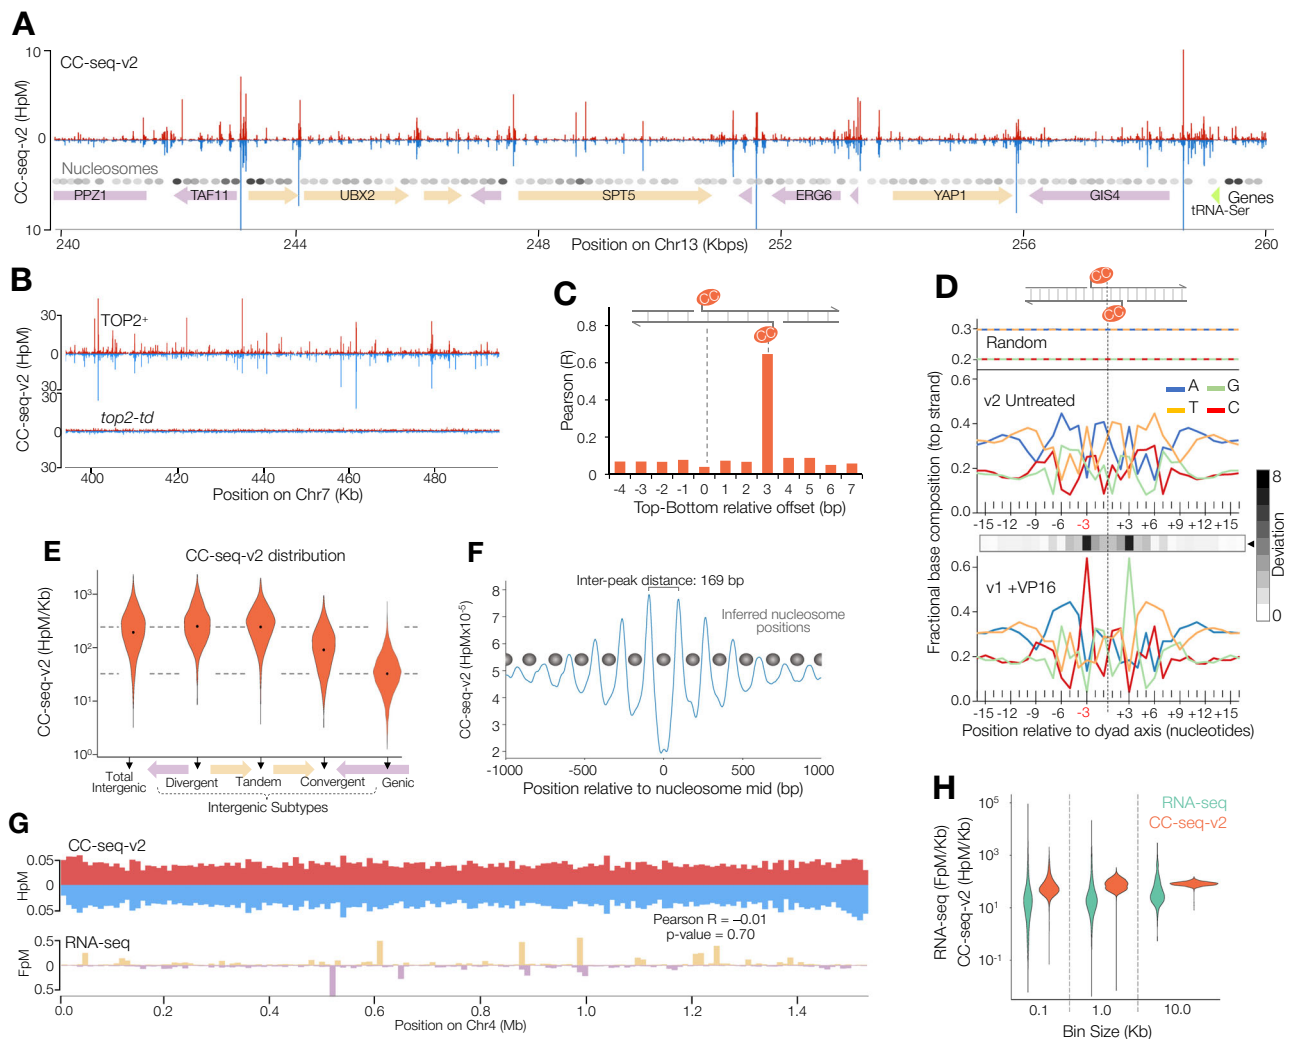 A
CC-seq-v2
CC-seq-v2 (HpM)
10
0
10
Nucleosomes
PPZ1
TAF11
UBX2
SPT5
ERG6
YAP1
GIS4
tRNA-Ser
Genes
240
244
248
252
256
260
Position on Chr13 (Kbps)
B
CC-seq-v2 (HpM)
30
0
30
30
0
30
TOP2+
top2-td
400
420
440
460
480
Position on Chr7 (Kb)
C
CC
CC
Pearson (R)
0.8
0.6
0.4
0.2
0
-4 -3 -2 -1 0 1 2 3 4 5 6 7
Top-Bottom relative offset (bp)
D
CC
CC
Fractional base composition (top strand)
0.3
0.2
Random
0.6
0.4
0.2
0.0
v2 Untreated
A
G
T
C
-15 -12 -9 -6 -3 +3 +6 +9 +12 +15
8
Deviation
0
0.6
0.4
0.2
0.0
v1 +VP16
-15 -12 -9 -6 -3 +3 +6 +9 +12 +15
Position relative to dyad axis (nucleotides)
E
CC-seq-v2 distribution
CC-seq-v2 (HpM/Kb)
10³
10²
10¹
10⁰
Total
Intergenic
Divergent
Tandem
Convergent
Genic
Intergenic Subtypes
F
CC-seq-v2 (HpMx10⁻⁵)
8
7
6
5
4
3
2
Inter-peak distance: 169 bp
Inferred nucleosome
positions
-1000
-500
0
500
1000
Position relative to nucleosome mid (bp)
G
CC-seq-v2
HpM
0.05
0
0.05
Pearson R = –0.01
p-value = 0.70
RNA-seq
FpM
0.5
0
0.5
0.0
0.2
0.4
0.6
0.8
1.0
1.2
1.4
Position on Chr4 (Mb)
H
RNA-seq
CC-seq-v2
RNA-seq (FpM/Kb)
CC-seq-v2 (HpM/Kb)
10⁵
10³
10¹
10⁻¹
0.1
1.0
10.0
Bin Size (Kb)